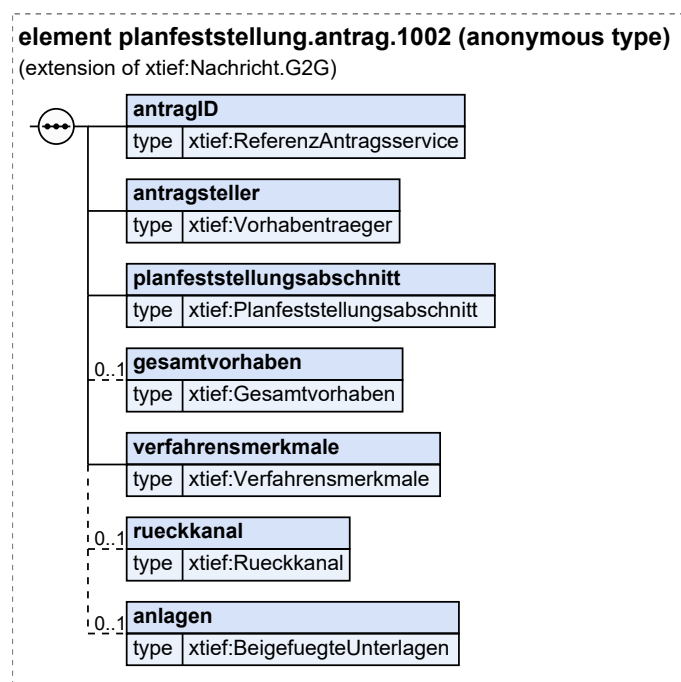 element planfeststellung.antrag.1002 (anonymous type)
(extension of xtief:Nachricht.G2G)
antragID
type xtief:ReferenzAntragsservice
antragsteller
type xtief:Vorhabentraeger
planfeststellungsabschnitt
type xtief:Planfeststellungsabschnitt
0..1 gesamtvorhaben
type xtief:Gesamtvorhaben
verfahrensmerkmale
type xtief:Verfahrensmerkmale
0..1 rueckkanal
type xtief:Rueckkanal
0..1 anlagen
type xtief:BeigefuegteUnterlagen